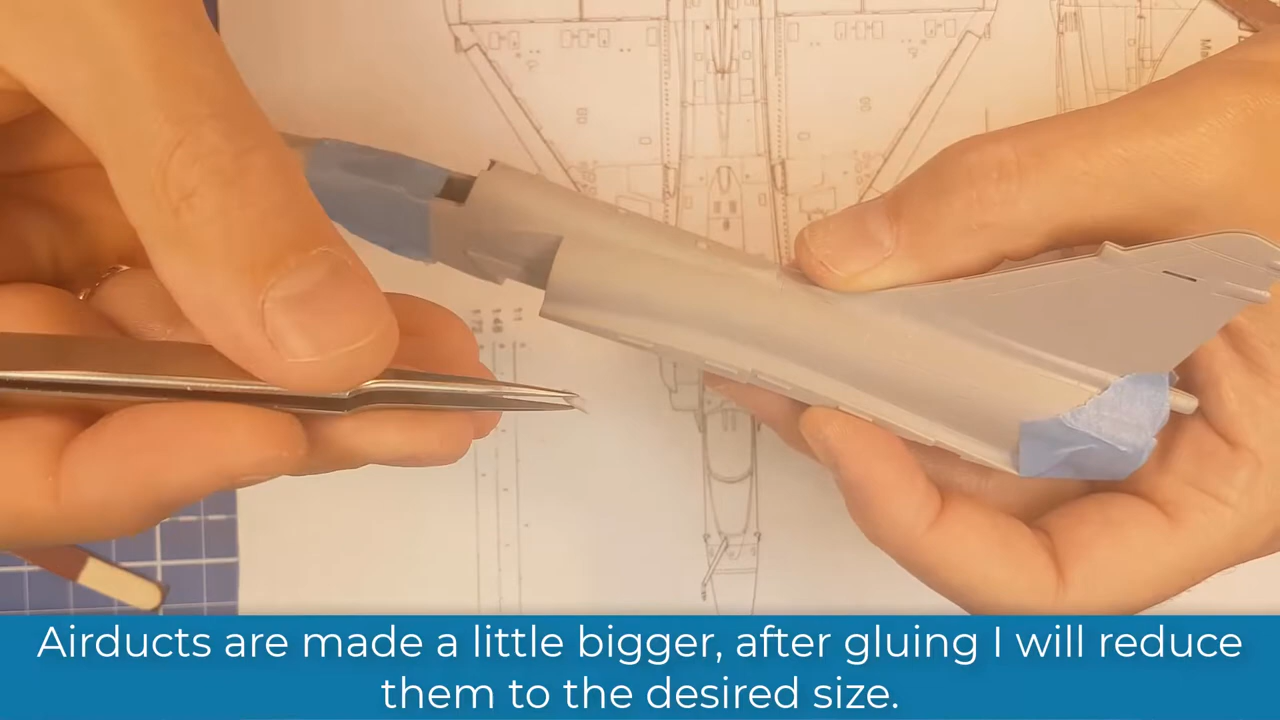 Airducts are made a little bigger, after gluing I will reduce
them to the desired size.